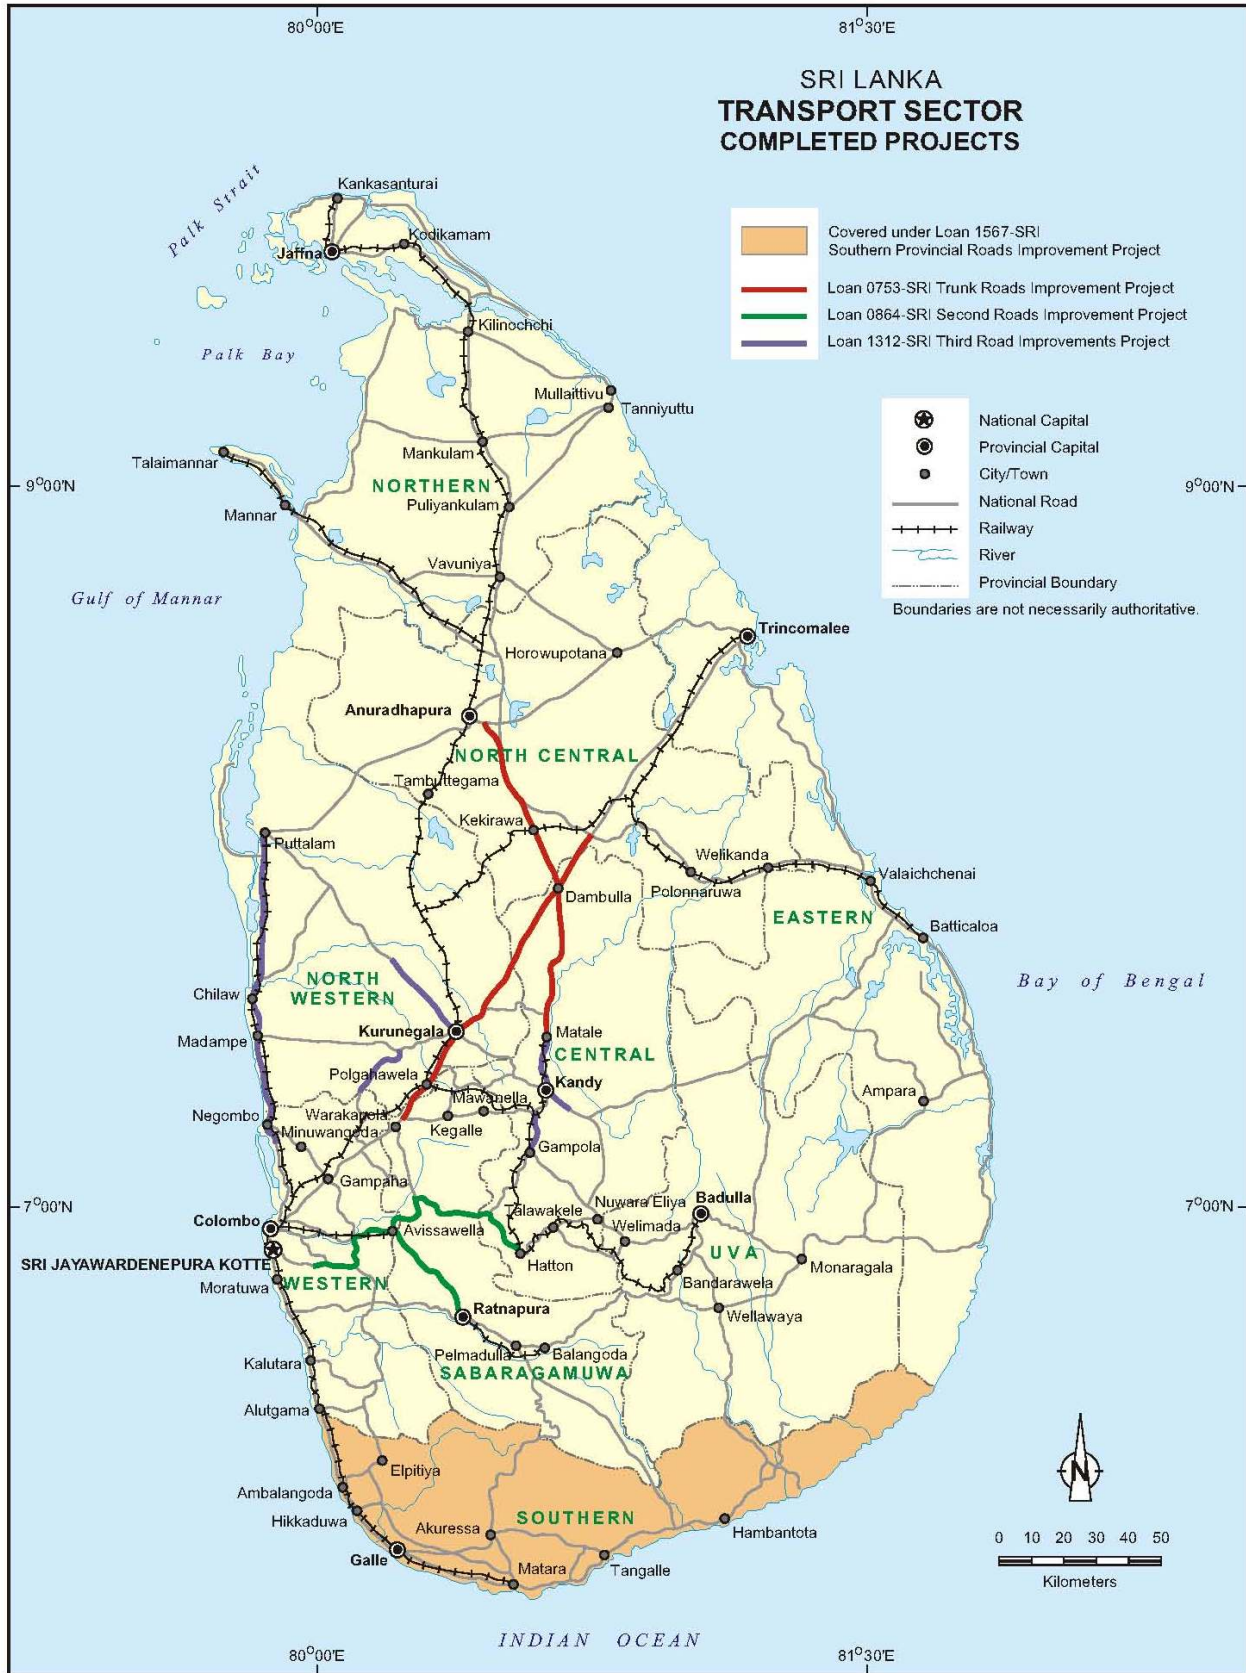 80°00'E
81°30'E
SRI LANKA
TRANSPORT SECTOR
COMPLETED PROJECTS
Covered under Loan 1567-SRI
Southern Provincial Roads Improvement Project
Loan 0753-SRI Trunk Roads Improvement Project
Loan 0864-SRI Second Roads Improvement Project
Loan 1312-SRI Third Road Improvements Project
National Capital
Provincial Capital
City/Town
National Road
Railway
River
Provincial Boundary
Boundaries are not necessarily authoritative.
Palk Strait
Kankasanturai
Kodikamam
Jaffna
Kilinochchi
Palk Bay
Mullaittivu
Tanniyuttu
Talaimannar
Mankulam
9°00'N
NORTHERN
9°00'N
Mannar
Puliyankulam
Vavuniya
Gulf of Mannar
Trincomalee
Horowupotana
Anuradhapura
NORTH CENTRAL
Tambuttegama
Kekirawa
Puttalam
Welikanda
Valaichchenai
Dambulla
Polonnaruwa
EASTERN
Batticaloa
NORTH
WESTERN
Bay of Bengal
Chilaw
Kurunegala
Madampe
Matale
CENTRAL
Polgahawela
Kandy
Ampara
Mawanella
Negombo
Warakapola
Kegalle
Minuwangoda
Gampola
Gampaha
7°00'N
7°00'N
Nuwara Eliya
Badulla
Talawakele
Colombo
Avissawella
Welimada
SRI JAYAWARDENEPURA KOTTE
Hatton
UVA
Monaragala
Moratuwa
WESTERN
Bandarawela
Ratnapura
Wellawaya
Kalutara
Pelmadulla
Balangoda
SABARAGAMUWA
Alutgama
Elpitiya
Ambalangoda
Hikkaduwa
SOUTHERN
Akuressa
Hambantota
Galle
Matara
Tangalle
N
0 10 20 30 40 50
Kilometers
INDIAN OCEAN
80°00'E
81°30'E